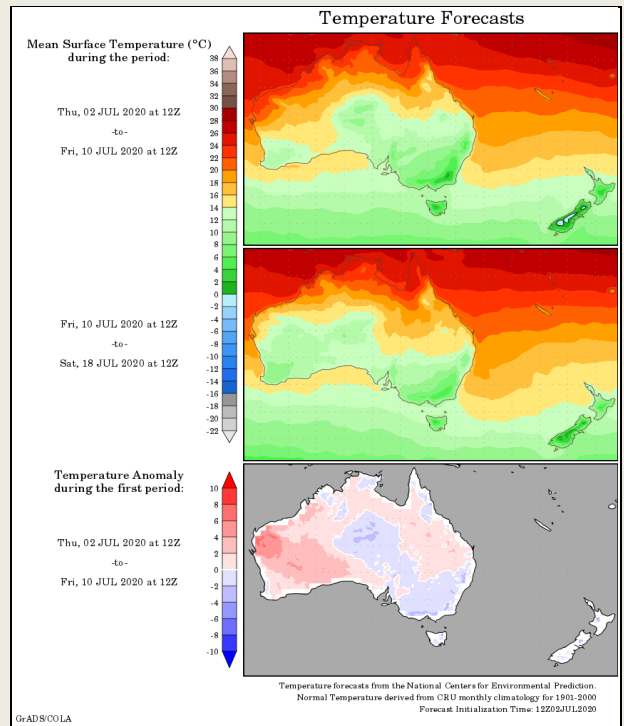 Temperature Forecasts
Mean Surface Temperature (°C)
during the period:
38
36
34
32
30
28
26
24
22
20
18
16
14
12
10
8
6
4
2
0
-2
-4
-6
-8
-10
-12
-14
-16
-18
-20
-22
Thu, 02 JUL 2020 at 12Z
-to-
Fri, 10 JUL 2020 at 12Z
Fri, 10 JUL 2020 at 12Z
-to-
Sat, 18 JUL 2020 at 12Z
Temperature Anomaly
during the first period:
10
8
6
4
2
0
-2
-4
-6
-8
-10
Thu, 02 JUL 2020 at 12Z
-to-
Fri, 10 JUL 2020 at 12Z
Temperature forecasts from the National Centers for Environmental Prediction.
Normal Temperature derived from CRU monthly climatology for 1901-2000
Forecast Initialization Time: 12Z02JUL2020
GrADS/COLA